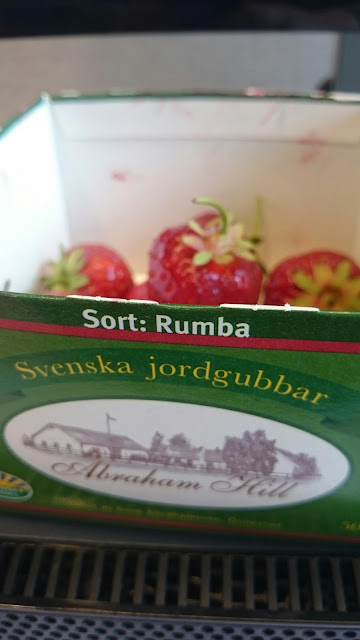 Sort: Rumba
Svenska jordgubbar
Abraham Hill